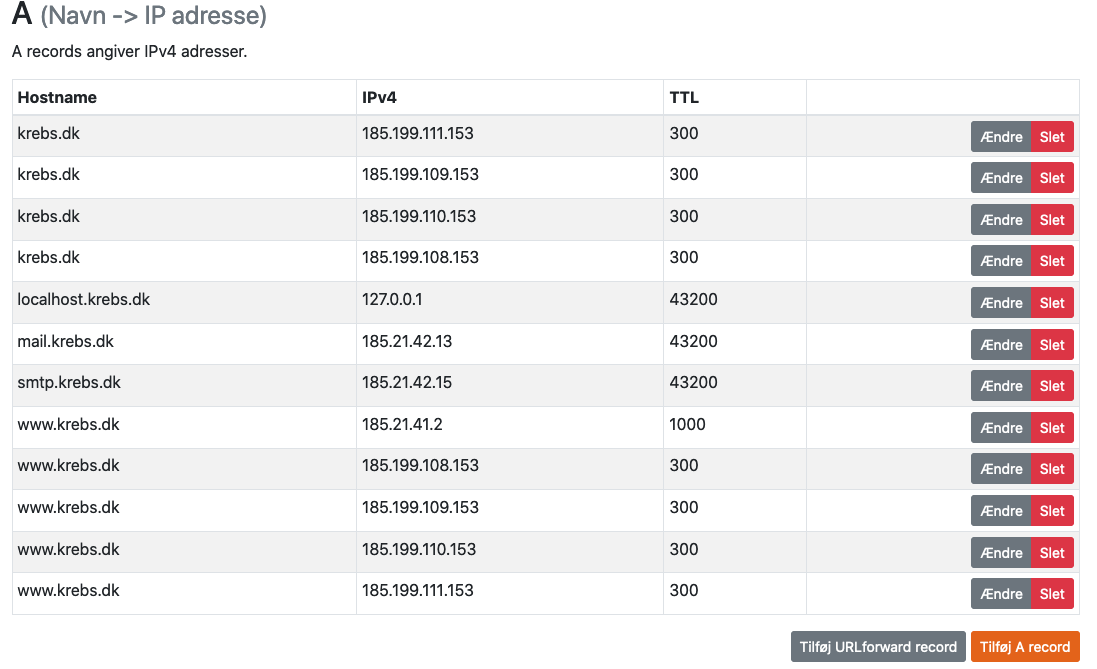 A (Navn -> IP adresse)
A records angiver IPv4 adresser.
Hostname IPv4 TTL
krebs.dk 185.199.111.153 300 Ændre Slet
krebs.dk 185.199.109.153 300 Ændre Slet
krebs.dk 185.199.110.153 300 Ændre Slet
krebs.dk 185.199.108.153 300 Ændre Slet
localhost.krebs.dk 127.0.0.1 43200 Ændre Slet
mail.krebs.dk 185.21.42.13 43200 Ændre Slet
smtp.krebs.dk 185.21.42.15 43200 Ændre Slet
www.krebs.dk 185.21.41.2 1000 Ændre Slet
www.krebs.dk 185.199.108.153 300 Ændre Slet
www.krebs.dk 185.199.109.153 300 Ændre Slet
www.krebs.dk 185.199.110.153 300 Ændre Slet
www.krebs.dk 185.199.111.153 300 Ændre Slet
Tilføj URLforward record Tilføj A record